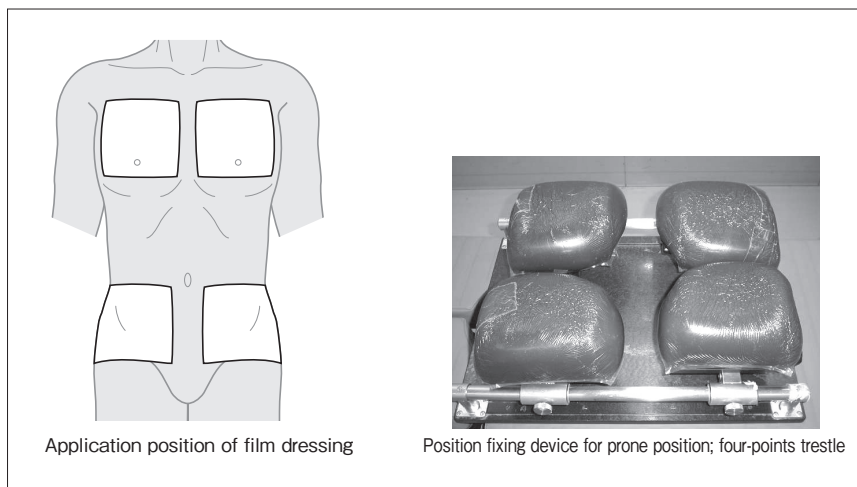 Application position of film dressing
Position fixing device for prone position; four-points trestle